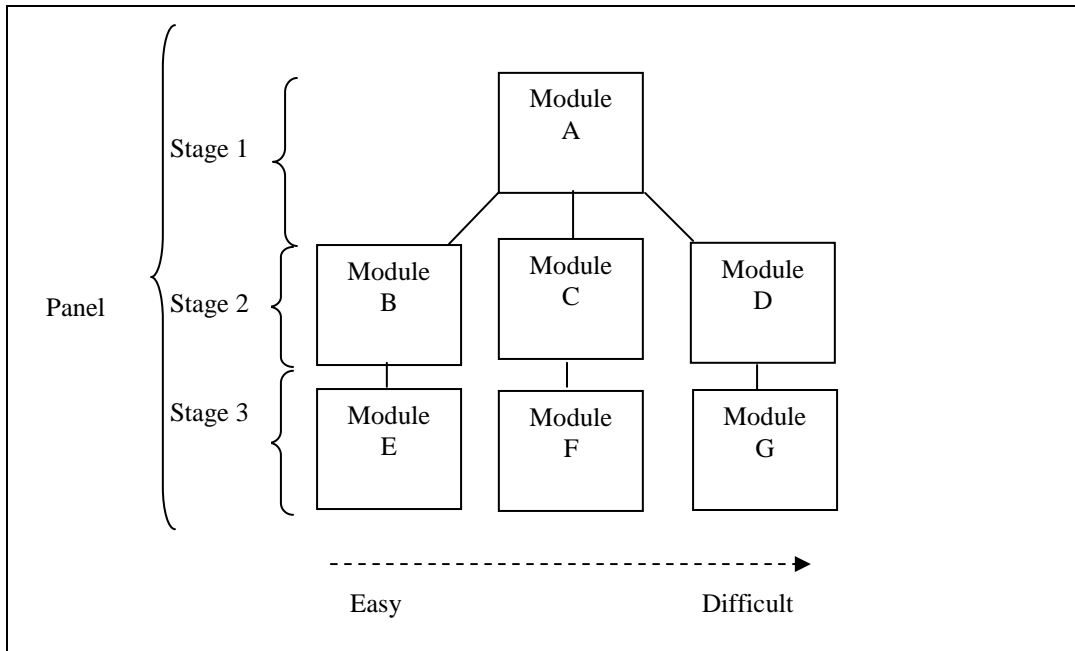 Module
A
Stage 1
Module
B
Module
C
Module
D
Stage 2
Panel
Stage 3
Module
E
Module
F
Module
G
Easy
Difficult